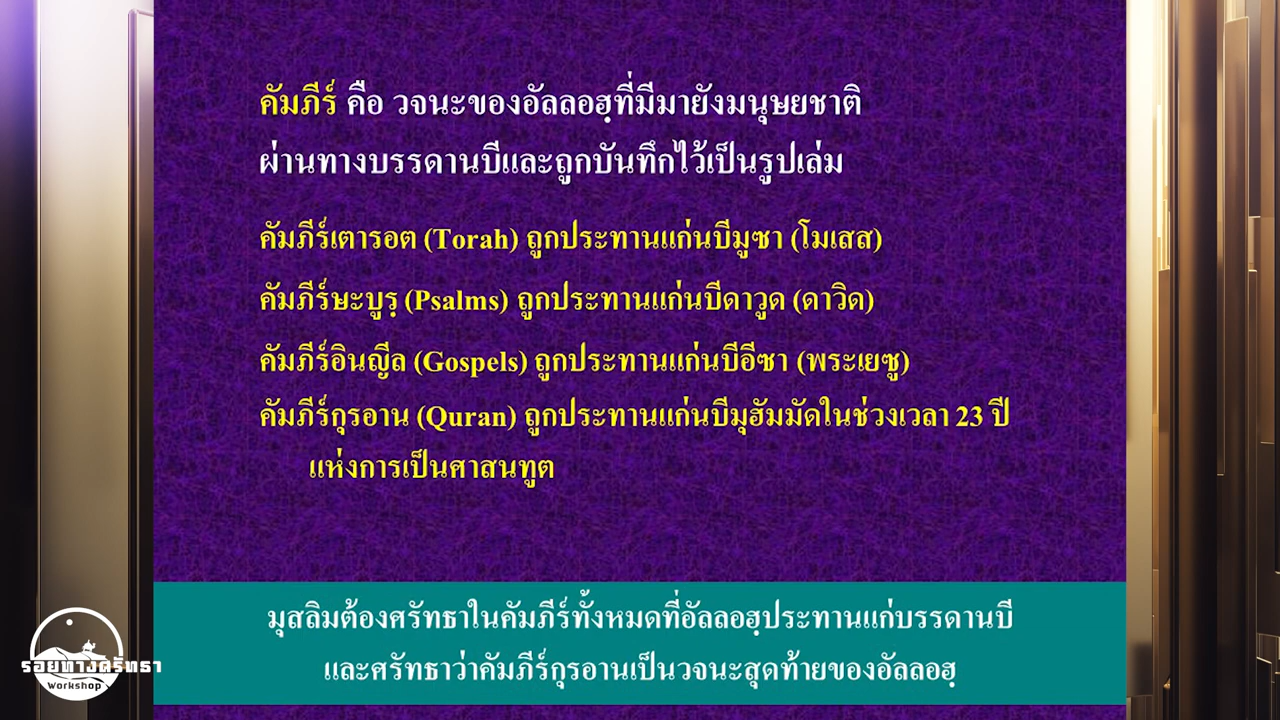 คัมภีร์ คือ วจนะของอัลลอฮฺที่มีมายังมนุษยชาติ
ผ่านทางบรรดานบีและถูกบันทึกไว้เป็นรูปเล่ม
คัมภีร์เตารอต (Torah) ถูกประทานแก่นบีมูซา (โมเสส)
คัมภีร์ษะบูรฺ (Psalms) ถูกประทานแก่นบีดาวูด (ดาวิด)
คัมภีร์อินญีล (Gospels) ถูกประทานแก่นบีอีซา (พระเยซู)
คัมภีร์กุรอาน (Quran) ถูกประทานแก่นบีมุฮัมมัดในช่วงเวลา 23 ปี
แห่งการเป็นศาสนทูต
มุสลิมต้องศรัทธาในคัมภีร์ทั้งหมดที่อัลลอฮฺประทานแก่บรรดานบี
และศรัทธาว่าคัมภีร์กุรอานเป็นวจนะสุดท้ายของอัลลอฮฺ
รอยทางศรัทธา
Workshop